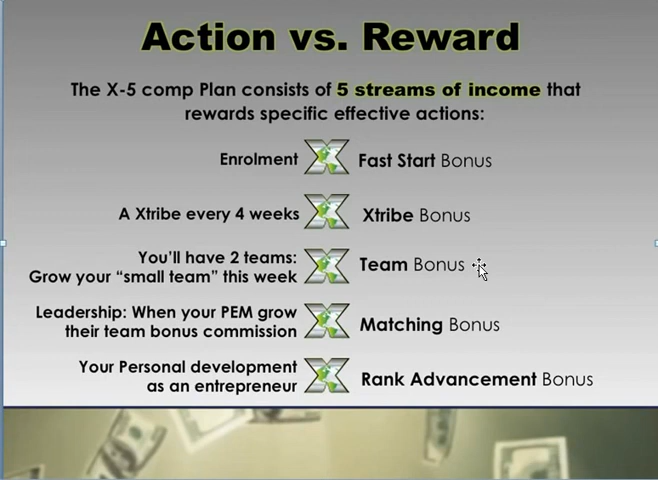 Action vs. Reward
The X-5 comp Plan consists of 5 streams of income that
rewards specific effective actions:
Enrolment X Fast Start Bonus
A Xtribe every 4 weeks X Xtribe Bonus
You'll have 2 teams:
Grow your “small team” this week X Team Bonus
Leadership: When your PEM grow
their team bonus commission X Matching Bonus
Your Personal development
as an entrepreneur X Rank Advancement Bonus